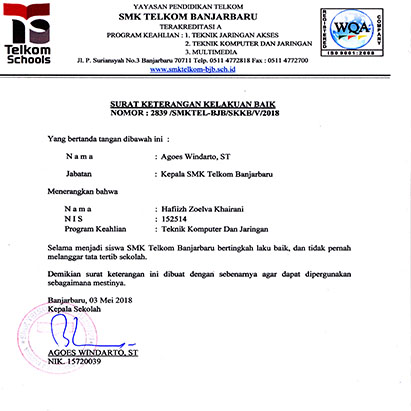 YAYASAN PENDIDIKAN TELKOM
SMK TELKOM BANJARBARU
TERAKREDITASI A
PROGRAM KEAHLIAN : 1. TEKNIK JARINGAN AKSES
2. TEKNIK KOMPUTER DAN JARINGAN
3. MULTIMEDIA
Jl. P. Suriansyah No.3 Banjarbaru 70711 Telp. 0511 4772818 Fax : 0511 4772700
www.smktelkom-bjb.sch.id
Telkom
Schools
REGISTERED
WQA
COMPANY
ISO 9001:2008
SURAT KETERANGAN KELAKUAN BAIK
NOMOR : 2839 /SMKTEL-BJB/SKKB/V/2018
Yang bertanda tangan dibawah ini :
N a m a : Agoes Windarto, ST
Jabatan : Kepala SMK Telkom Banjarbaru
Menerangkan bahwa
N a m a : Hafiizh Zoelva Khairani
N I S : 152514
Program Keahlian : Teknik Komputer Dan Jaringan
Selama menjadi siswa SMK Telkom Banjarbaru bertingkah laku baik, dan tidak pernah
melanggar tata tertib sekolah.
Demikian surat keterangan ini dibuat dengan sebenarnya agar dapat dipergunakan
sebagaimana mestinya.
Banjarbaru, 03 Mei 2018
Kepala Sekolah
AGOES WINDARTO, ST
NIK. 15720039